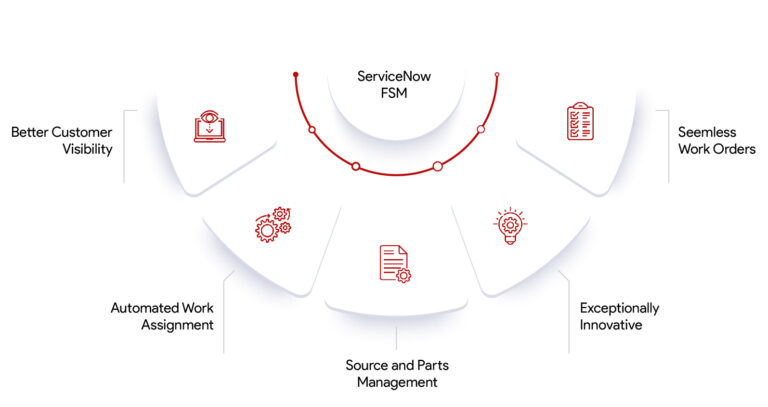 ServiceNow
FSM
Better Customer
Visibility
Seemless
Work Orders
Automated Work
Assignment
Exceptionally
Innovative
Source and Parts
Management